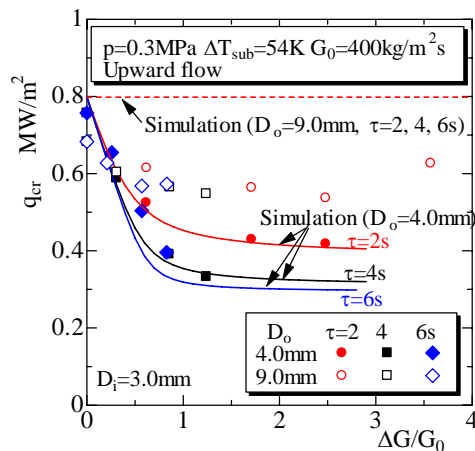 p=0.3MPa ΔTsub=54K G0=400kg/m²s
Upward flow
qcr MW/m²
1
0.8
0.6
0.4
0.2
0
Simulation (Do=9.0mm, τ=2, 4, 6s)
Simulation (Do=4.0mm)
τ=2s
τ=4s
τ=6s
Do τ=2 4 6s
4.0mm
9.0mm
Di=3.0mm
0 1 2 3 4
ΔG/G0